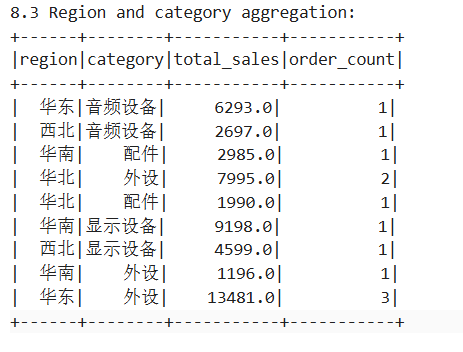 8.3 Region and category aggregation:
+------+--------+-----------+-----------+
|region|category|total_sales|order_count|
+------+--------+-----------+-----------+
|  华东|音频设备|     6293.0|          1|
|  西北|音频设备|     2697.0|          1|
|  华南|    配件|     2985.0|          1|
|  华北|    外设|     7995.0|          2|
|  华北|    配件|     1990.0|          1|
|  华南|显示设备|     9198.0|          1|
|  西北|显示设备|     4599.0|          1|
|  华南|    外设|     1196.0|          1|
|  华东|    外设|    13481.0|          3|
+------+--------+-----------+-----------+